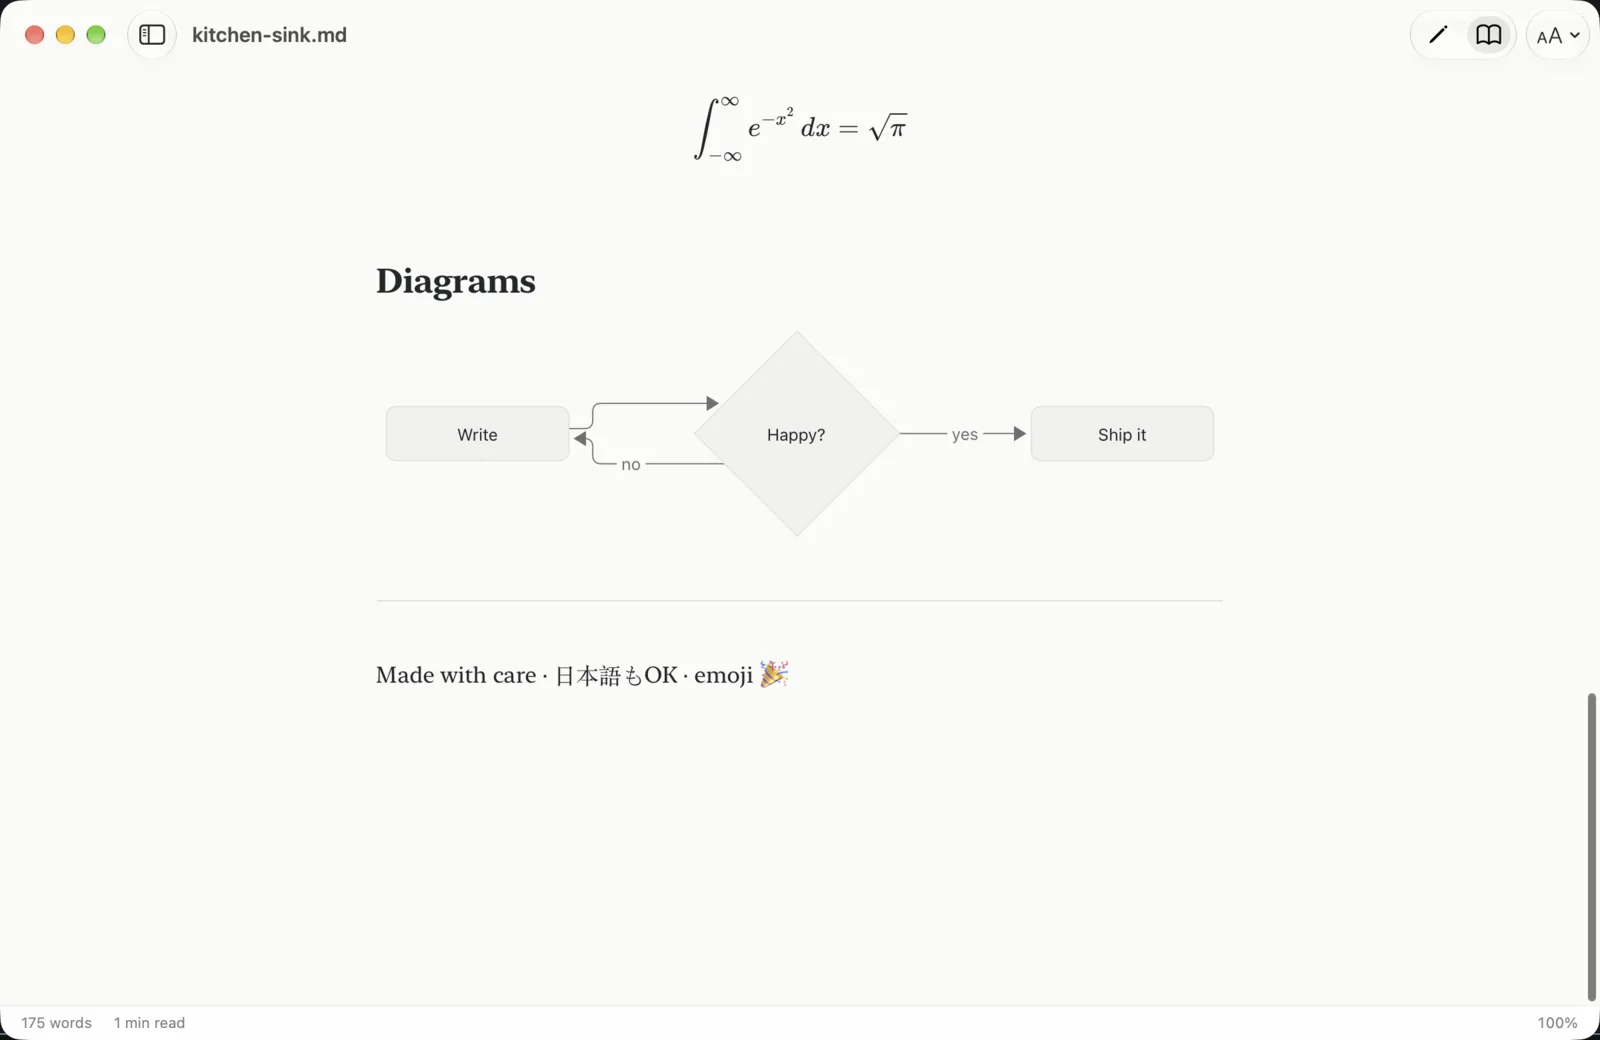 kitchen-sink.md
AA
∫_{-∞}^{∞} e^{-x^2} dx = √π
Diagrams
Write
no
Happy?
yes
Ship it
Made with care · 日本語もOK · emoji 🎉
175 words
1 min read
100%